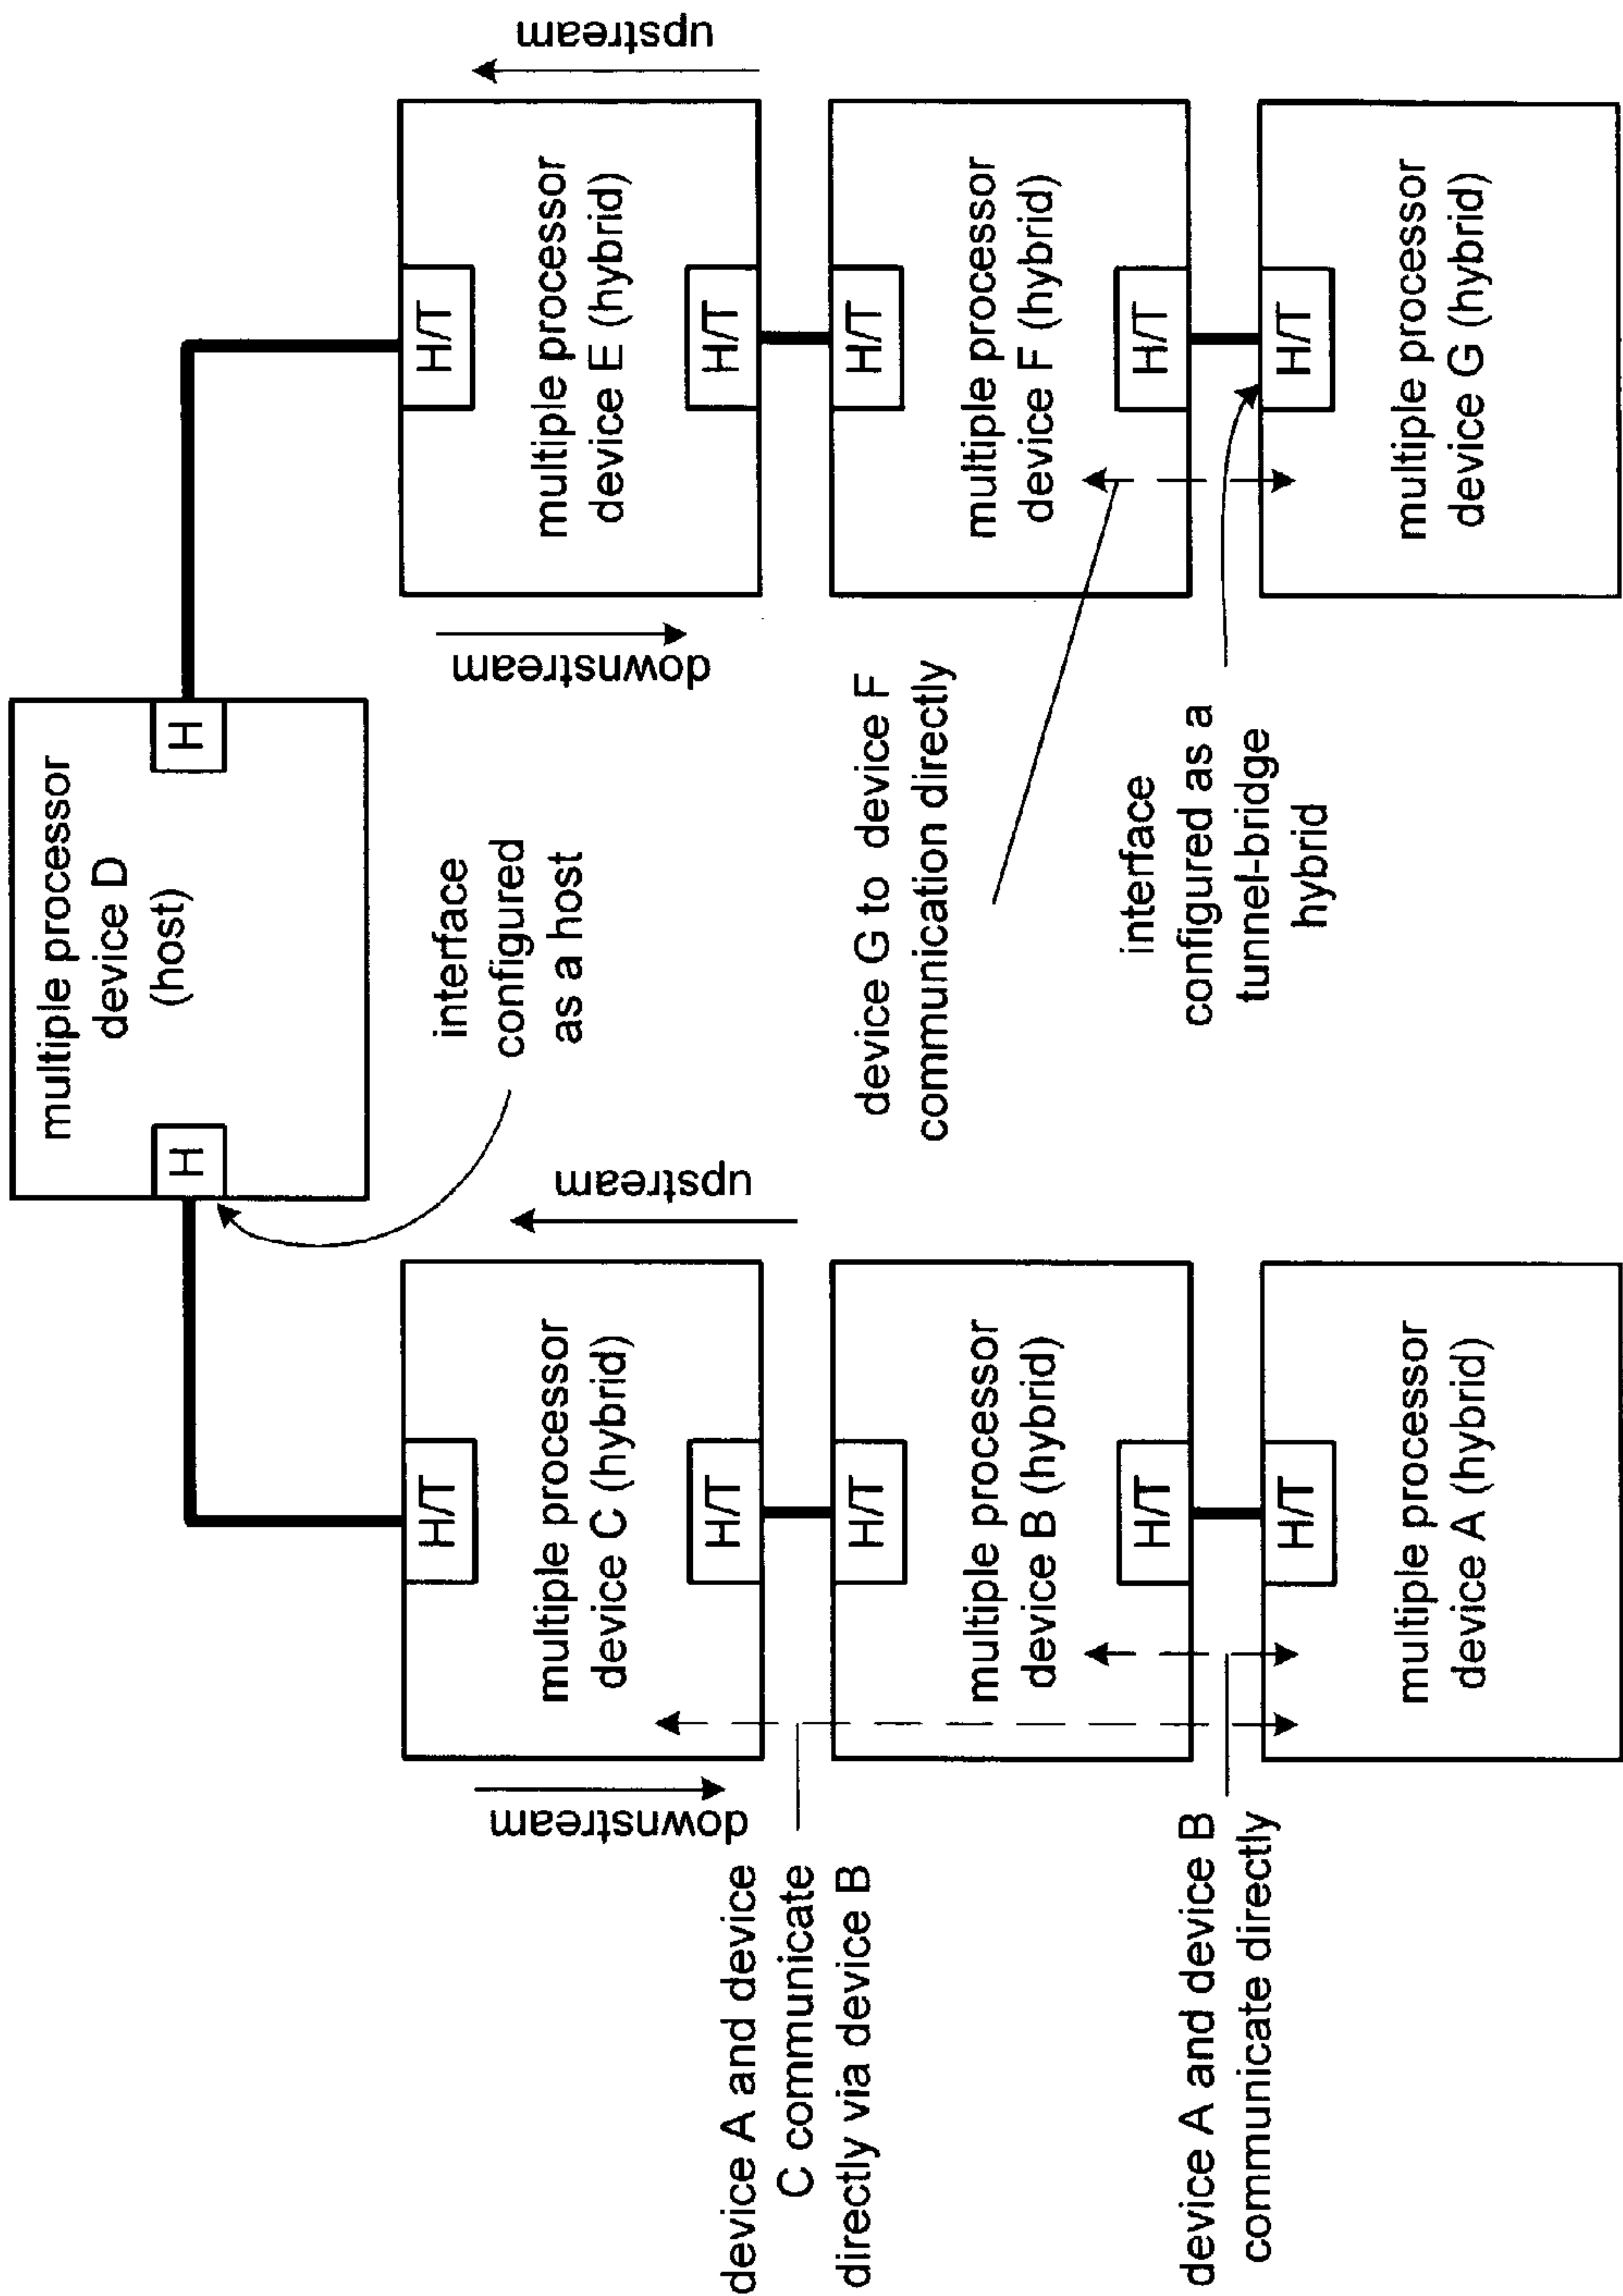 multiple processor
device D
(host)
H
H
interface
configured
as a host
upstream
downstream
H/T
multiple processor
device C (hybrid)
H/T
H/T
multiple processor
device B (hybrid)
H/T
H/T
multiple processor
device A (hybrid)
device A and device
C communicate
directly via device B
device A and device B
communicate directly
upstream
downstream
H/T
multiple processor
device E (hybrid)
H/T
H/T
multiple processor
device F (hybrid)
H/T
H/T
multiple processor
device G (hybrid)
device G to device F
communication directly
interface
configured as a
tunnel-bridge
hybrid